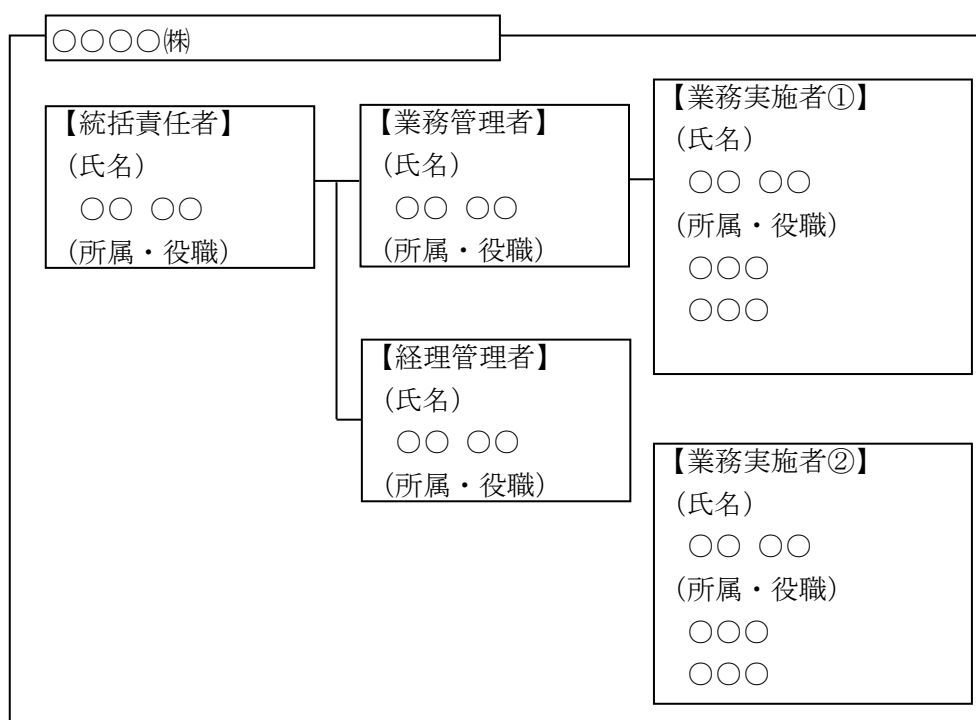 ○○○○㈱
【統括責任者】
(氏名)
○○ ○○
(所属・役職)
【業務管理者】
(氏名)
○○ ○○
(所属・役職)
【業務実施者①】
(氏名)
○○ ○○
(所属・役職)
○○○
○○○
【経理管理者】
(氏名)
○○ ○○
(所属・役職)
【業務実施者②】
(氏名)
○○ ○○
(所属・役職)
○○○
○○○